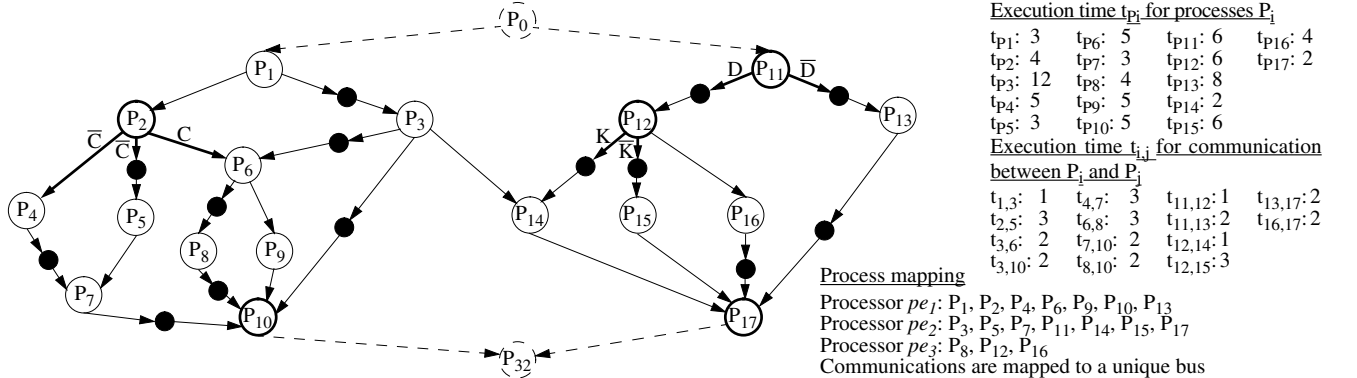 P0
P1
P11
D
D̅
P2
P3
P12
P13
C̅
C̅
C
K
K̅
P6
P4
P5
P14
P15
P16
P8
P9
P7
P10
P17
P32
Execution time tPi for processes Pi
tP1: 3 tP6: 5 tP11: 6 tP16: 4
tP2: 4 tP7: 3 tP12: 6 tP17: 2
tP3: 12 tP8: 4 tP13: 8
tP4: 5 tP9: 5 tP14: 2
tP5: 3 tP10: 5 tP15: 6
Execution time ti,j for communication
between Pi and Pj
t1,3: 1 t4,7: 3 t11,12: 1 t13,17: 2
t2,5: 3 t6,8: 3 t11,13: 2 t16,17: 2
t3,6: 2 t7,10: 2 t12,14: 1
t3,10: 2 t8,10: 2 t12,15: 3
Process mapping
Processor pe1: P1, P2, P4, P6, P9, P10, P13
Processor pe2: P3, P5, P7, P11, P14, P15, P17
Processor pe3: P8, P12, P16
Communications are mapped to a unique bus